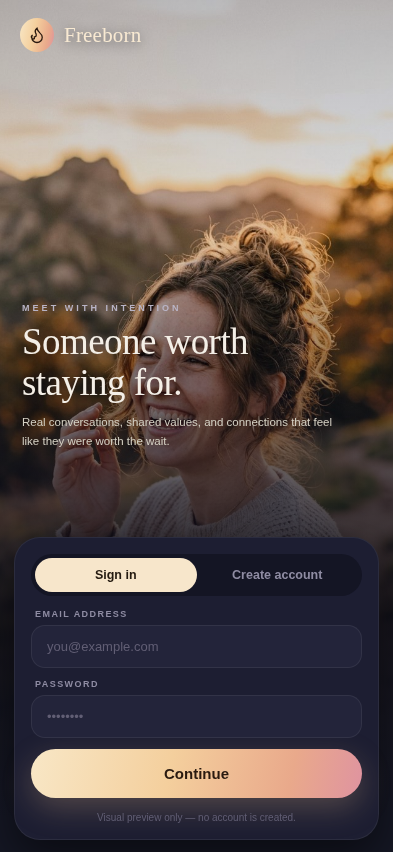 Freeborn
MEET WITH INTENTION
Someone worth
staying for.
Real conversations, shared values, and connections that feel
like they were worth the wait.
Sign in
Create account
EMAIL ADDRESS
you@example.com
PASSWORD
••••••••
Continue
Visual preview only — no account is created.